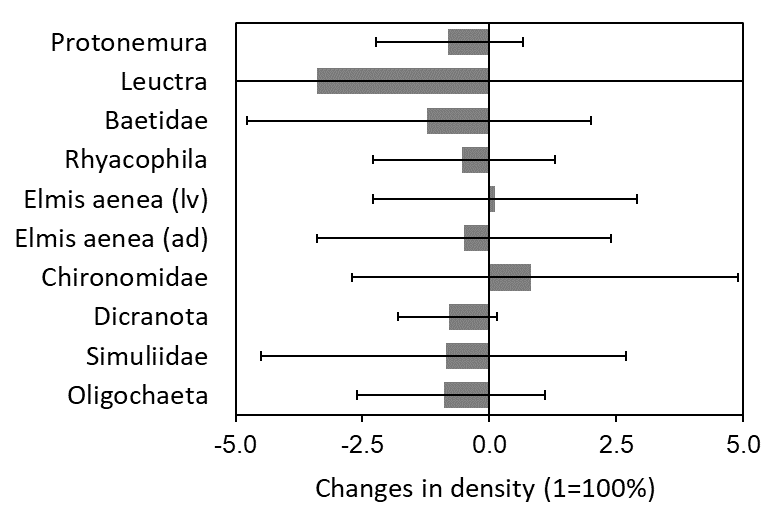 Protonemura
Leuctra
Baetidae
Rhyacophila
Elmis aenea (lv)
Elmis aenea (ad)
Chironomidae
Dicranota
Simuliidae
Oligochaeta
-5.0 -2.5 0.0 2.5 5.0
Changes in density (1=100%)